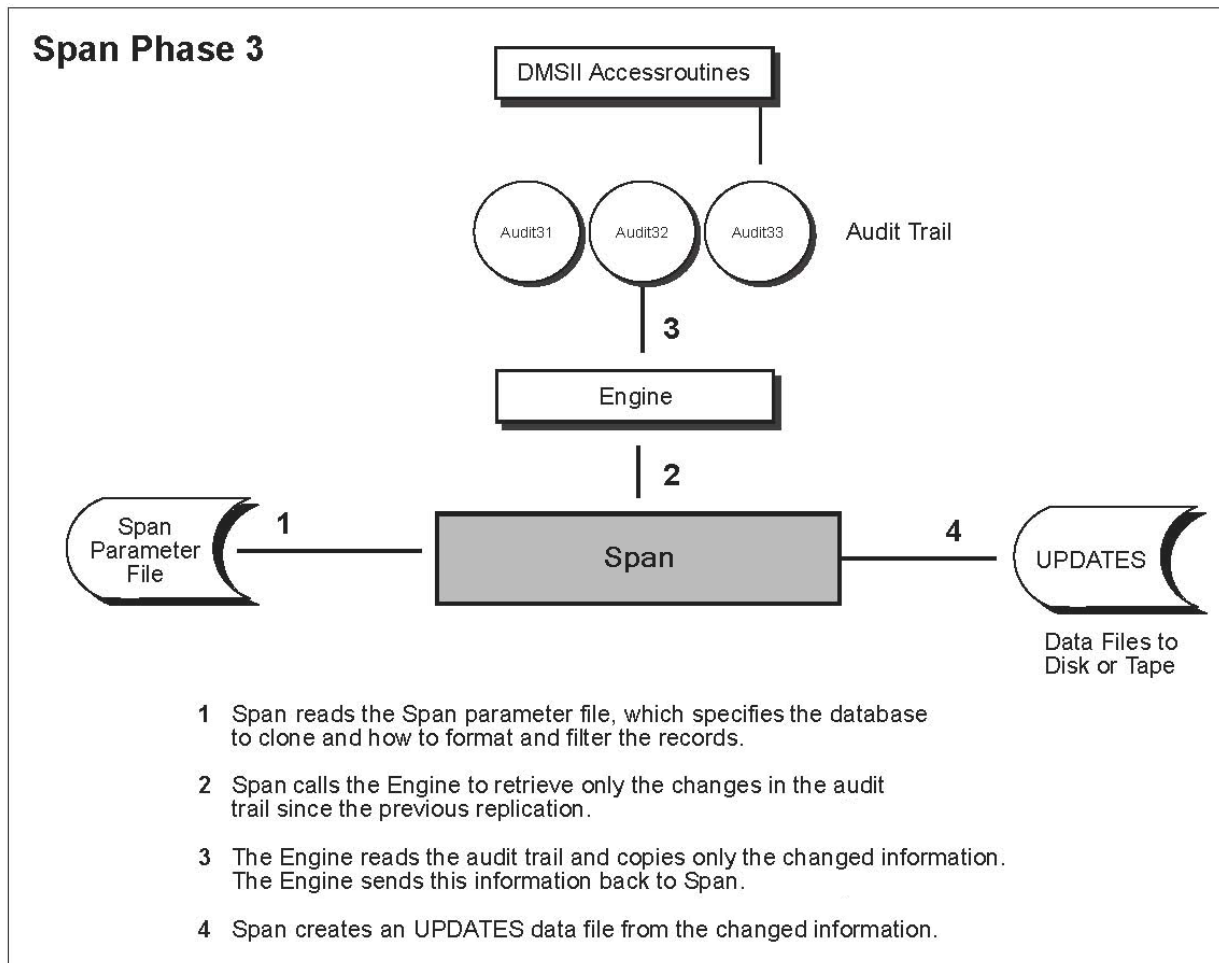 Span Phase 3
DMSII Accessroutines
Audit31
Audit32
Audit33
Audit Trail
3
Engine
2
Span
Parameter
File
1
Span
4
UPDATES
Data Files to
Disk or Tape
1 Span reads the Span parameter file, which specifies the database
to clone and how to format and filter the records.
2 Span calls the Engine to retrieve only the changes in the audit
trail since the previous replication.
3 The Engine reads the audit trail and copies only the changed information.
The Engine sends this information back to Span.
4 Span creates an UPDATES data file from the changed information.